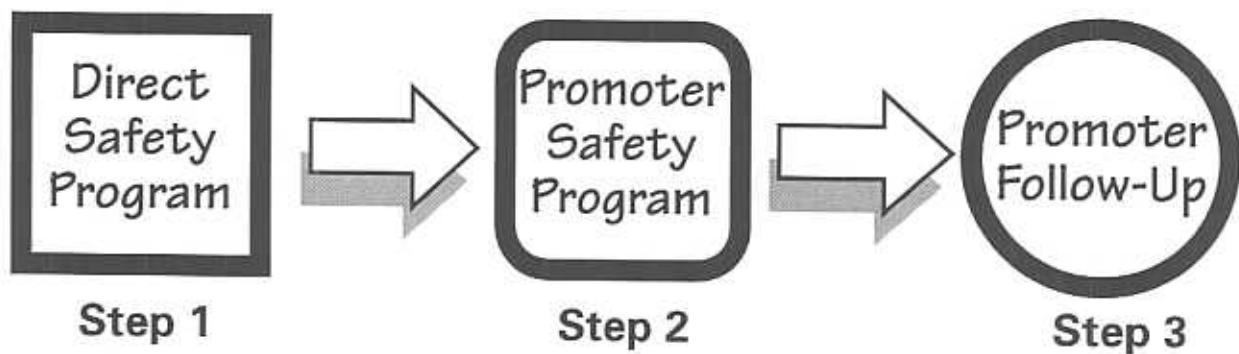 Direct
Safety
Program
Step 1
Promoter
Safety
Program
Step 2
Promoter
Follow-Up
Step 3